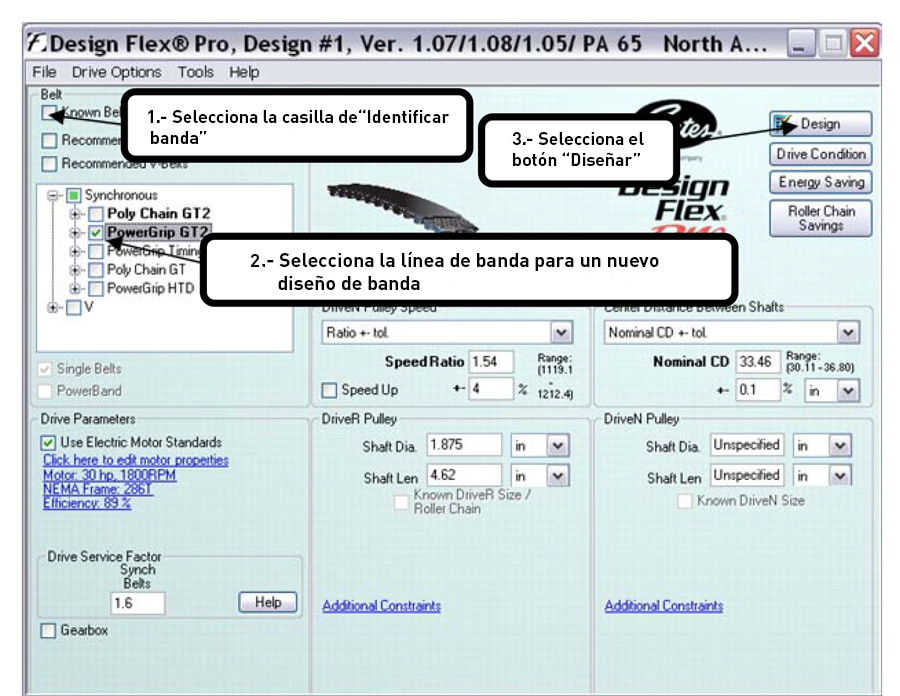 Design Flex® Pro, Design #1, Ver. 1.07/1.08/1.05/ PA 65 North A...
File Drive Options Tools Help
Belt
Known Bel
1.- Selecciona la casilla de“Identificar
banda”
Recomme
Recommended V-Belts
3.- Selecciona el
botón “Diseñar”
Gates
Design
Drive Condition
Energy Saving
Roller Chain
Savings
Design
Flex
Pro
Synchronous
Poly Chain GT2
PowerGrip GT2
PowerGrip Timing
Poly Chain GT
PowerGrip HTD
V
2.- Selecciona la línea de banda para un nuevo
diseño de banda
Single Belts
PowerBand
DriveN Pulley Speed
Ratio +- tol.
Speed Ratio 1.54 Range:
(1119.1
-
1212.4)
Speed Up +- 4 %
Center Distance Between Shafts
Nominal CD +- tol.
Nominal CD 33.46 Range:
(30.11-36.80)
+- 0.1 % in
Drive Parameters
Use Electric Motor Standards
Click here to edit motor properties
Motor: 30 hp, 1800RPM
NEMA Frame: 286T
Efficiency: 89 %
DriveR Pulley
Shaft Dia. 1.875 in
Shaft Len 4.62 in
Known DriveR Size /
Roller Chain
DriveN Pulley
Shaft Dia. Unspecified in
Shaft Len Unspecified in
Known DriveN Size
Drive Service Factor
Synch
Belts
1.6 Help
Gearbox
Additional Constraints
Additional Constraints